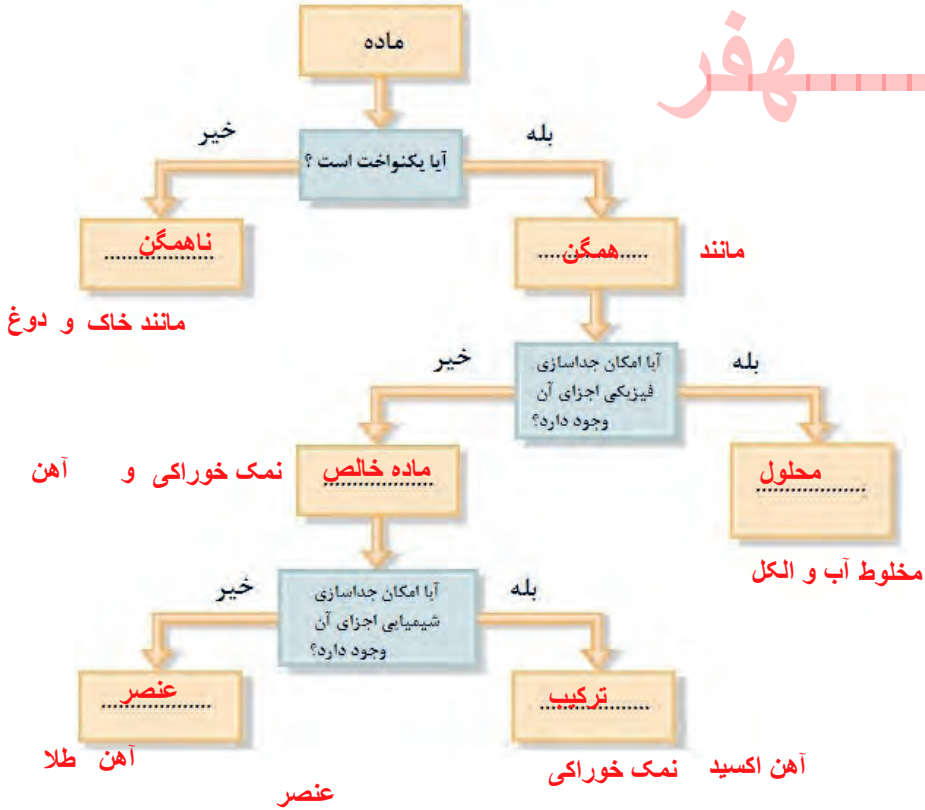 سهفر
ماده
خیر
بله
آیا یکنواخت است ؟
ناهمگن
همگن
مانند
مانند خاک و دوغ
خیر
بله
آیا امکان جداسازی
فیزیکی اجزای آن
وجود دارد؟
ماده خالص
نمک خوراکی و آهن
محلول
مخلوط آب و الکل
خیر
بله
آیا امکان جداسازی
شیمیایی اجزای آن
وجود دارد؟
عنصر
ترکیب
آهن طلا
آهن اکسید نمک خوراکی
عنصر